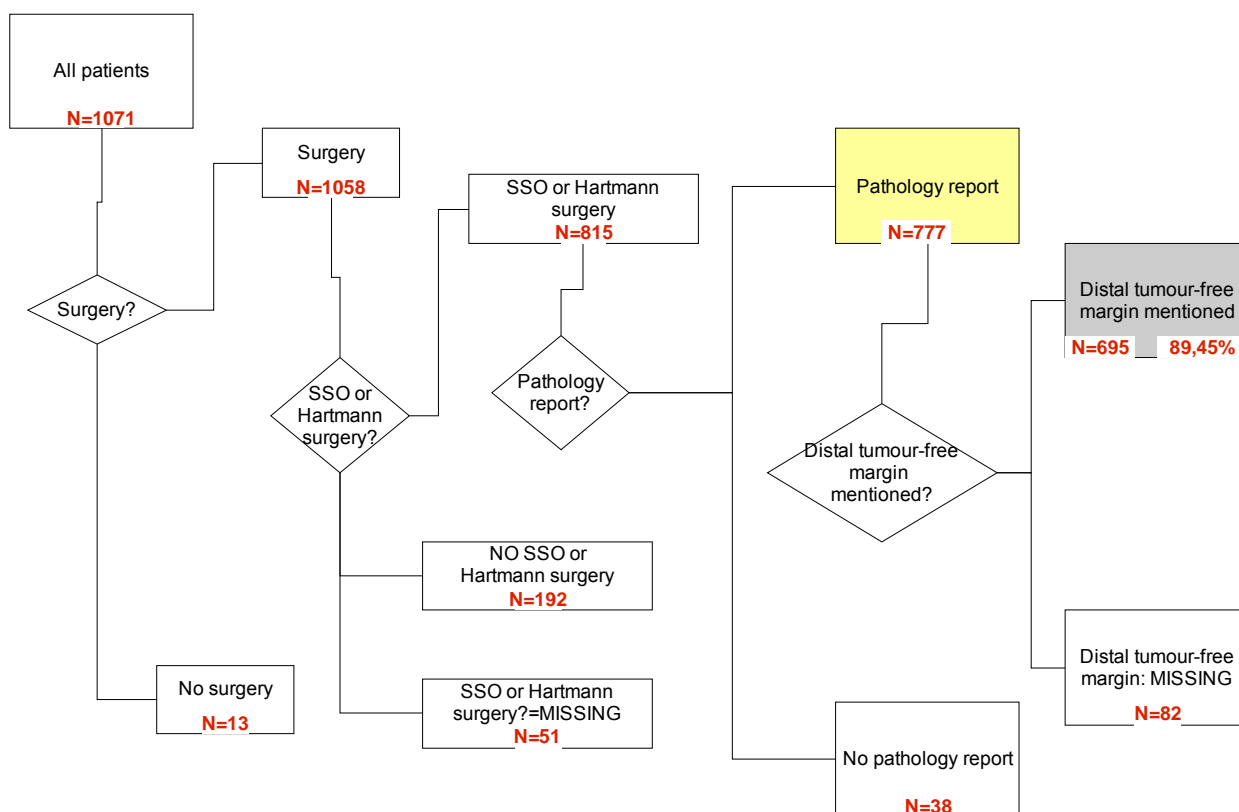 All patients
N=1071
Surgery?
Surgery
N=1058
No surgery
N=13
SSO or
Hartmann
surgery?
SSO or Hartmann
surgery
N=815
NO SSO or
Hartmann surgery
N=192
SSO or Hartmann
surgery?=MISSING
N=51
Pathology
report?
Pathology report
N=777
No pathology report
N=38
Distal tumour-free
margin
mentioned?
Distal tumour-free
margin mentioned
N=695 89,45%
Distal tumour-free
margin: MISSING
N=82